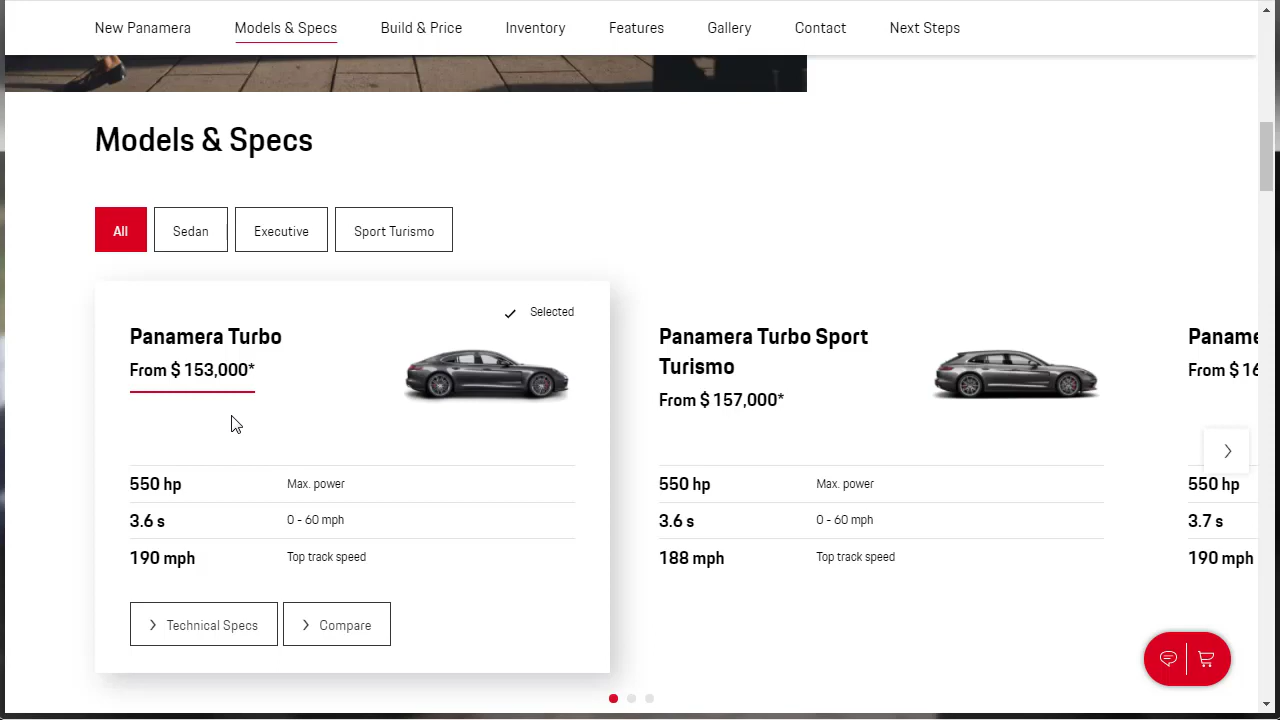 New Panamera
Models & Specs
Build & Price
Inventory
Features
Gallery
Contact
Next Steps
Models & Specs
All
Sedan
Executive
Sport Turismo
Selected
Panamera Turbo
From $ 153,000*
550 hp Max. power
3.6 s 0 - 60 mph
190 mph Top track speed
Technical Specs
Compare
Panamera Turbo Sport
Turismo
From $ 157,000*
550 hp Max. power
3.6 s 0 - 60 mph
188 mph Top track speed
Paname
From $ 16
550 hp
3.7 s
190 mph